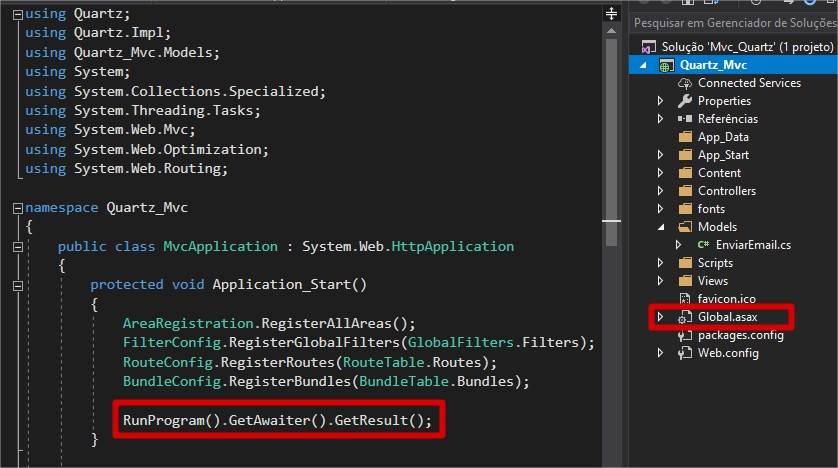 using Quartz;
using Quartz.Impl;
using Quartz_Mvc.Models;
using System;
using System.Collections.Specialized;
using System.Threading.Tasks;
using System.Web.Mvc;
using System.Web.Optimization;
using System.Web.Routing;
namespace Quartz_Mvc
{
public class MvcApplication : System.Web.HttpApplication
{
protected void Application_Start()
{
AreaRegistration.RegisterAllAreas();
FilterConfig.RegisterGlobalFilters(GlobalFilters.Filters);
RouteConfig.RegisterRoutes(RouteTable.Routes);
BundleConfig.RegisterBundles(BundleTable.Bundles);
RunProgram().GetAwaiter().GetResult();
}
Pesquisar em Gerenciador de Soluções
Solução 'Mvc_Quartz' (1 projeto)
Quartz_Mvc
Connected Services
Properties
Referências
App_Data
App_Start
Content
Controllers
fonts
Models
C# EnviarEmail.cs
Scripts
Views
favicon.ico
Global.asax
packages.config
Web.config